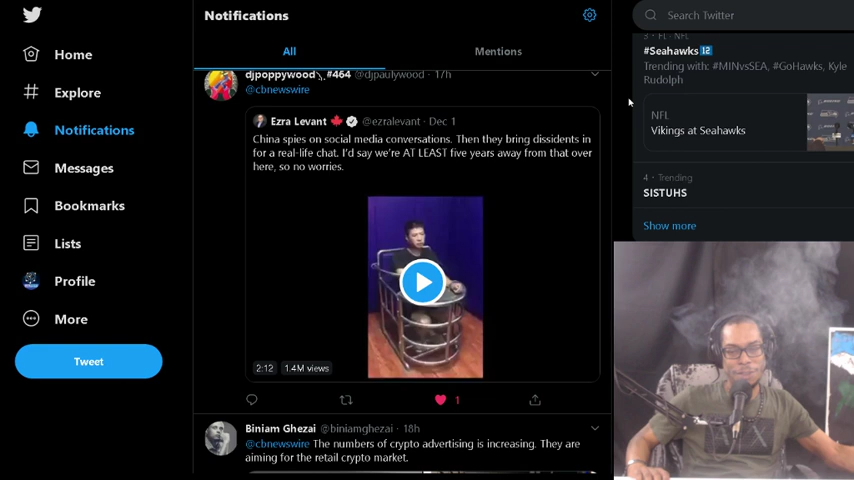 Notifications
Search Twitter
All
Mentions
Home
Explore
Notifications
Messages
Bookmarks
Lists
Profile
More
Tweet
djpoppywood #464 @djpaulywood · 17h
@cbnewswire
Ezra Levant 🍁 @ezralevant · Dec 1
China spies on social media conversations. Then they bring dissidents in
for a real-life chat. I'd say we're AT LEAST five years away from that over
here, so no worries.
2:12
1.4M views
1
Biniam Ghezai @biniamghezai · 18h
@cbnewswire The numbers of crypto advertising is increasing. They are
aiming for the retail crypto market.
3 · FL · NFL
#Seahawks 12
Trending with: #MINvsSEA, #GoHawks, Kyle
Rudolph
NFL
Vikings at Seahawks
4 · Trending
SISTUHS
Show more